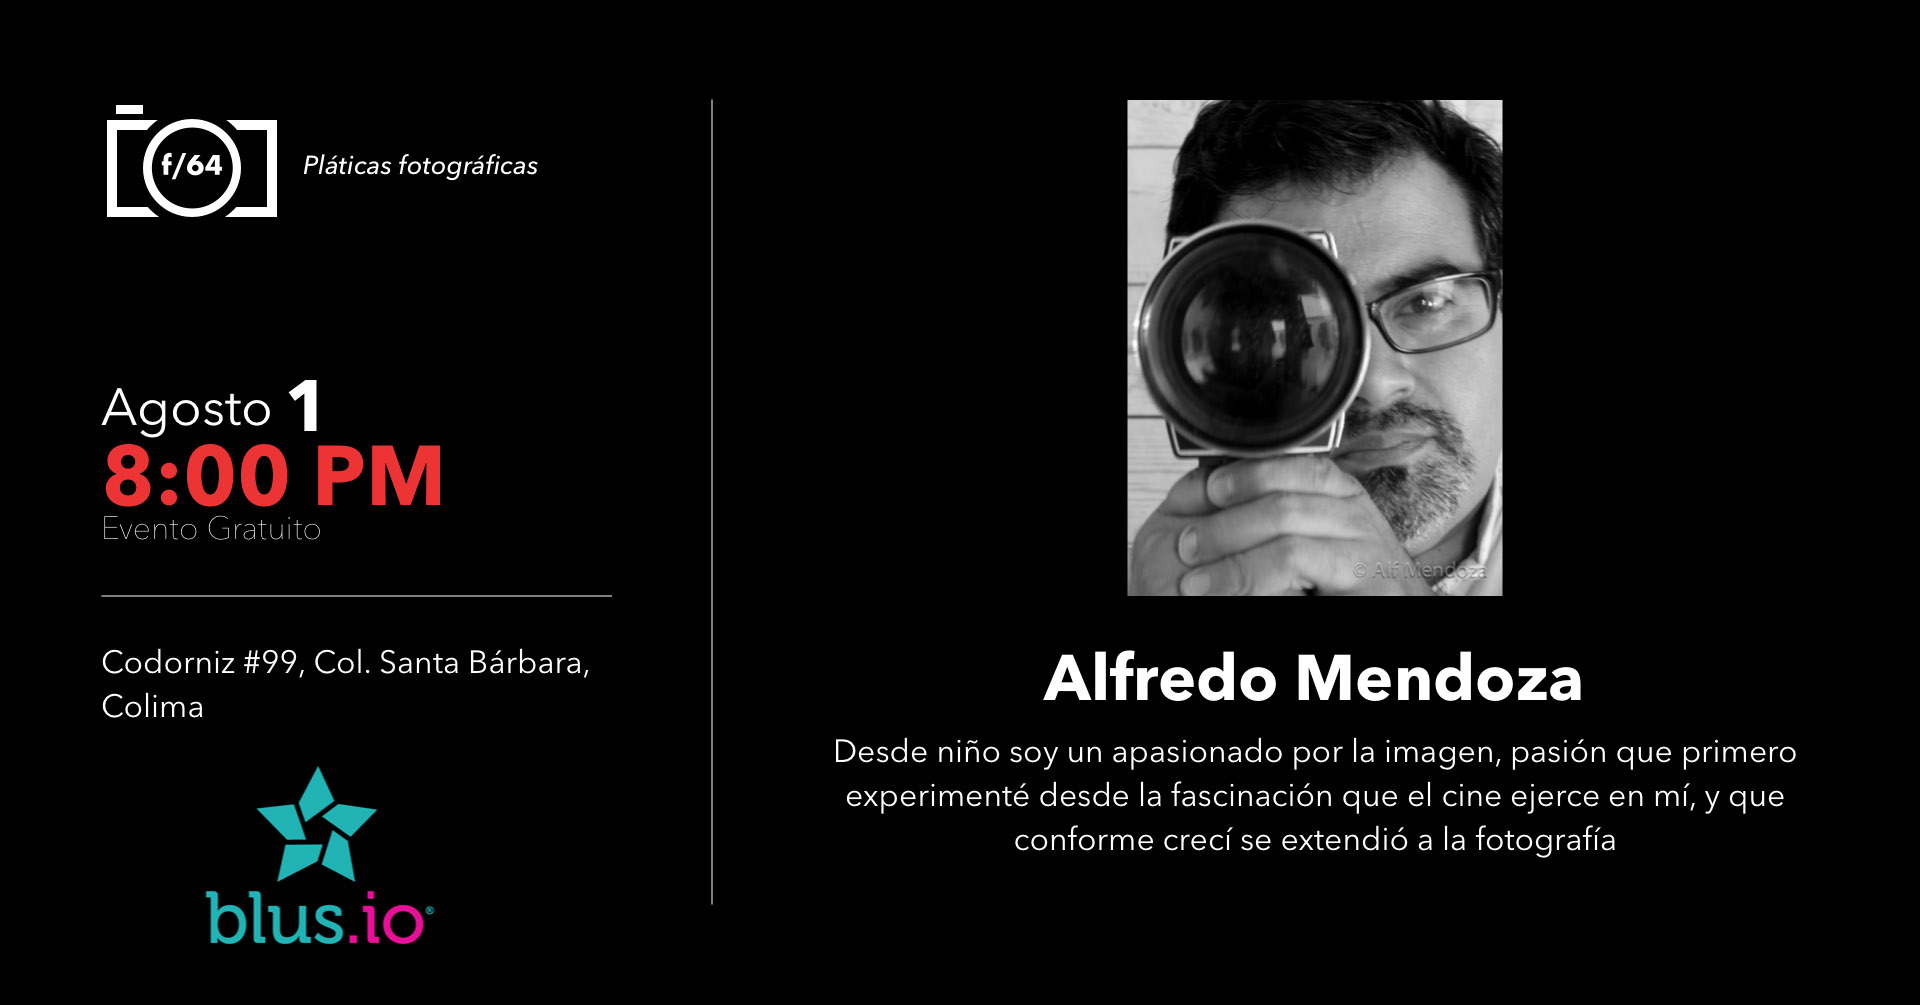 f/64
Pláticas fotográficas
Agosto 1
8:00 PM
Evento Gratuito
Codorniz #99, Col. Santa Bárbara,
Colima
blus.io®
© Alf Mendoza
Alfredo Mendoza
Desde niño soy un apasionado por la imagen, pasión que primero
experimenté desde la fascinación que el cine ejerce en mí, y que
conforme crecí se extendió a la fotografía